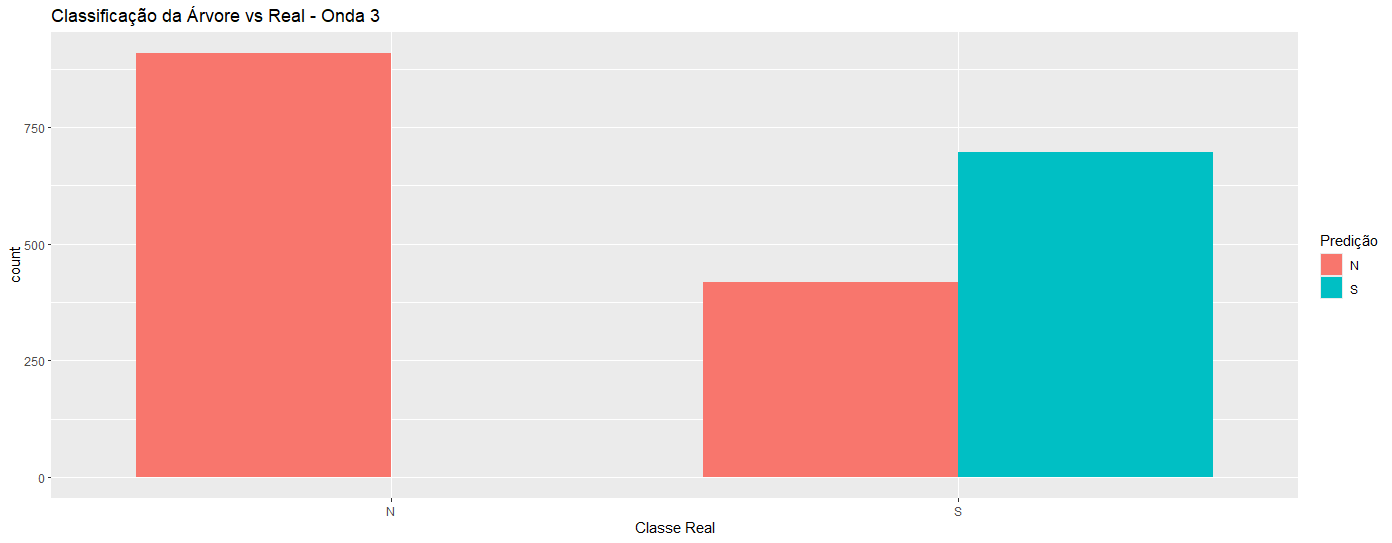 Classificação da Árvore vs Real - Onda 3
count
750
500
250
0
N
S
Classe Real
Predição
N
S